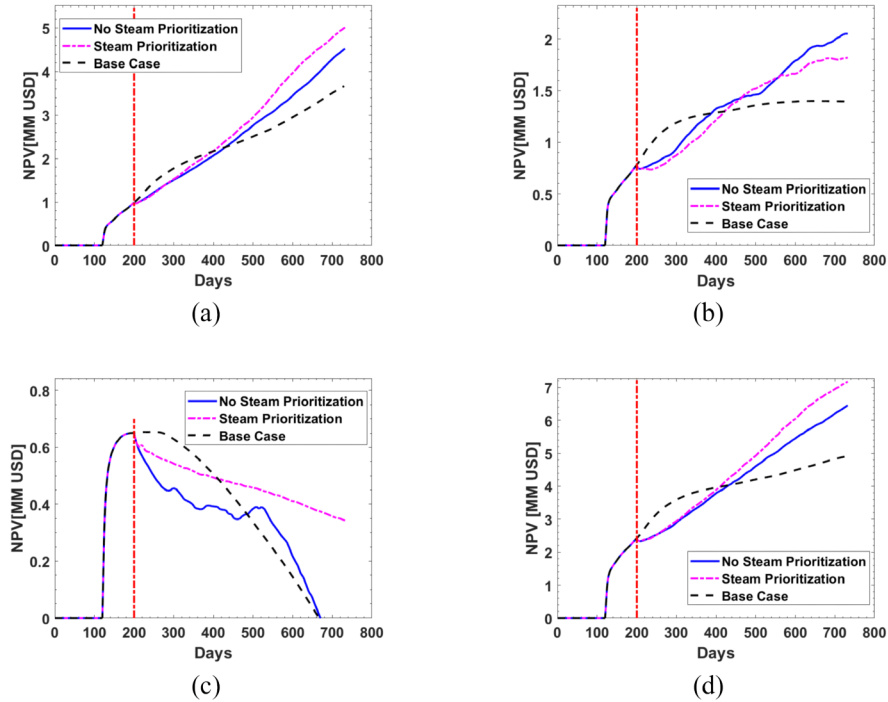 NPV[MM USD]
5
4
3
2
1
0
No Steam Prioritization
Steam Prioritization
Base Case
0 100 200 300 400 500 600 700 800
Days
(a)
NPV[MM USD]
2
1.5
1
0.5
0
No Steam Prioritization
Steam Prioritization
Base Case
0 100 200 300 400 500 600 700 800
Days
(b)
NPV[MM USD]
0.8
0.6
0.4
0.2
0
No Steam Prioritization
Steam Prioritization
Base Case
0 100 200 300 400 500 600 700 800
Days
(c)
NPV [MM USD]
7
6
5
4
3
2
1
0
No Steam Prioritization
Steam Prioritization
Base Case
0 100 200 300 400 500 600 700 800
Days
(d)